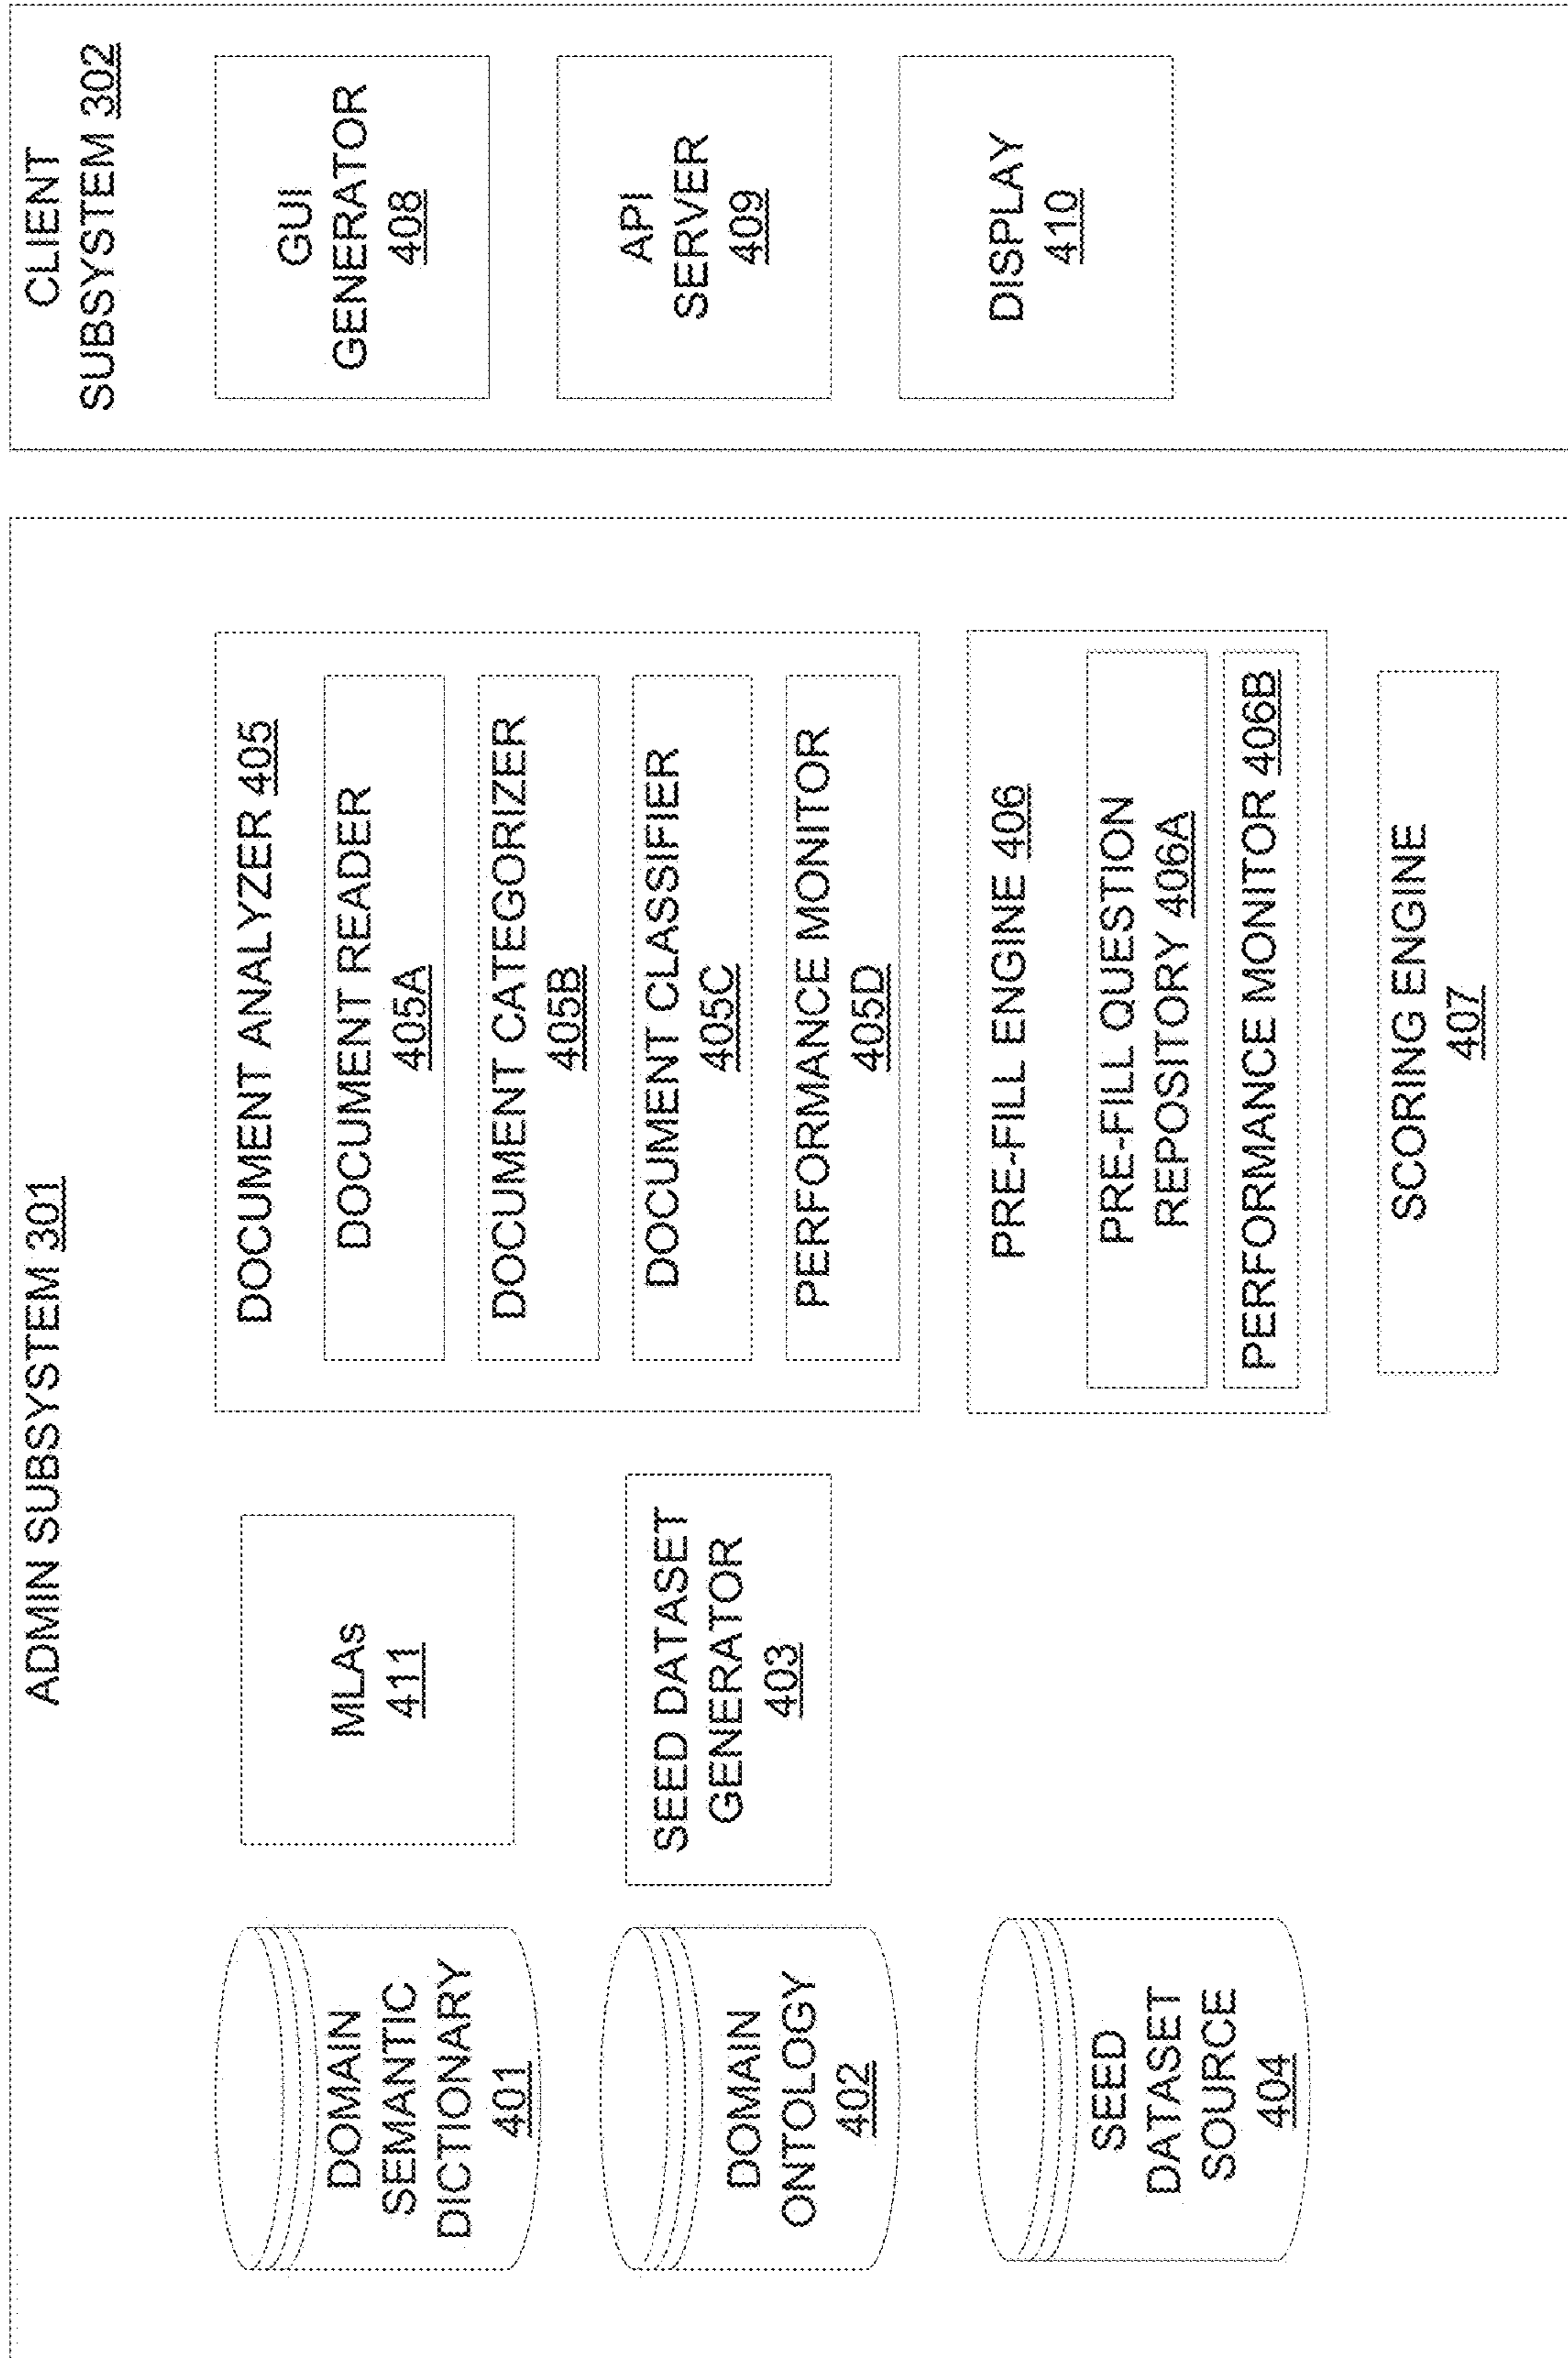 ADMIN SUBSYSTEM 301
DOMAIN
SEMANTIC
DICTIONARY
401
DOMAIN
ONTOLOGY
402
SEED
DATASET
SOURCE
404
MLAs
411
SEED DATASET
GENERATOR
403
DOCUMENT ANALYZER 405
DOCUMENT READER
405A
DOCUMENT CATEGORIZER
405B
DOCUMENT CLASSIFIER
405C
PERFORMANCE MONITOR
405D
PRE-FILL ENGINE 406
PRE-FILL QUESTION
REPOSITORY 406A
PERFORMANCE MONITOR 406B
SCORING ENGINE
407
CLIENT
SUBSYSTEM 302
GUI
GENERATOR
408
API
SERVER
409
DISPLAY
410